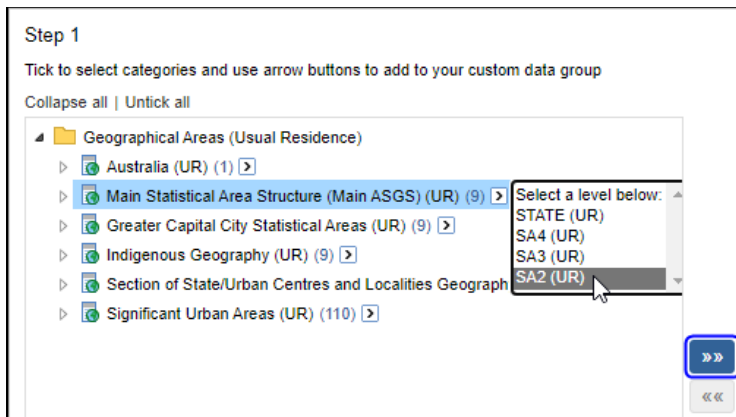 Step 1
Tick to select categories and use arrow buttons to add to your custom data group
Collapse all | Untick all
Geographical Areas (Usual Residence)
Australia (UR) (1)
Main Statistical Area Structure (Main ASGS) (UR) (9)
Select a level below:
STATE (UR)
Greater Capital City Statistical Areas (UR) (9)
SA4 (UR)
Indigenous Geography (UR) (9)
SA3 (UR)
Section of State/Urban Centres and Localities Geograph
SA2 (UR)
Significant Urban Areas (UR) (110)
»»
««